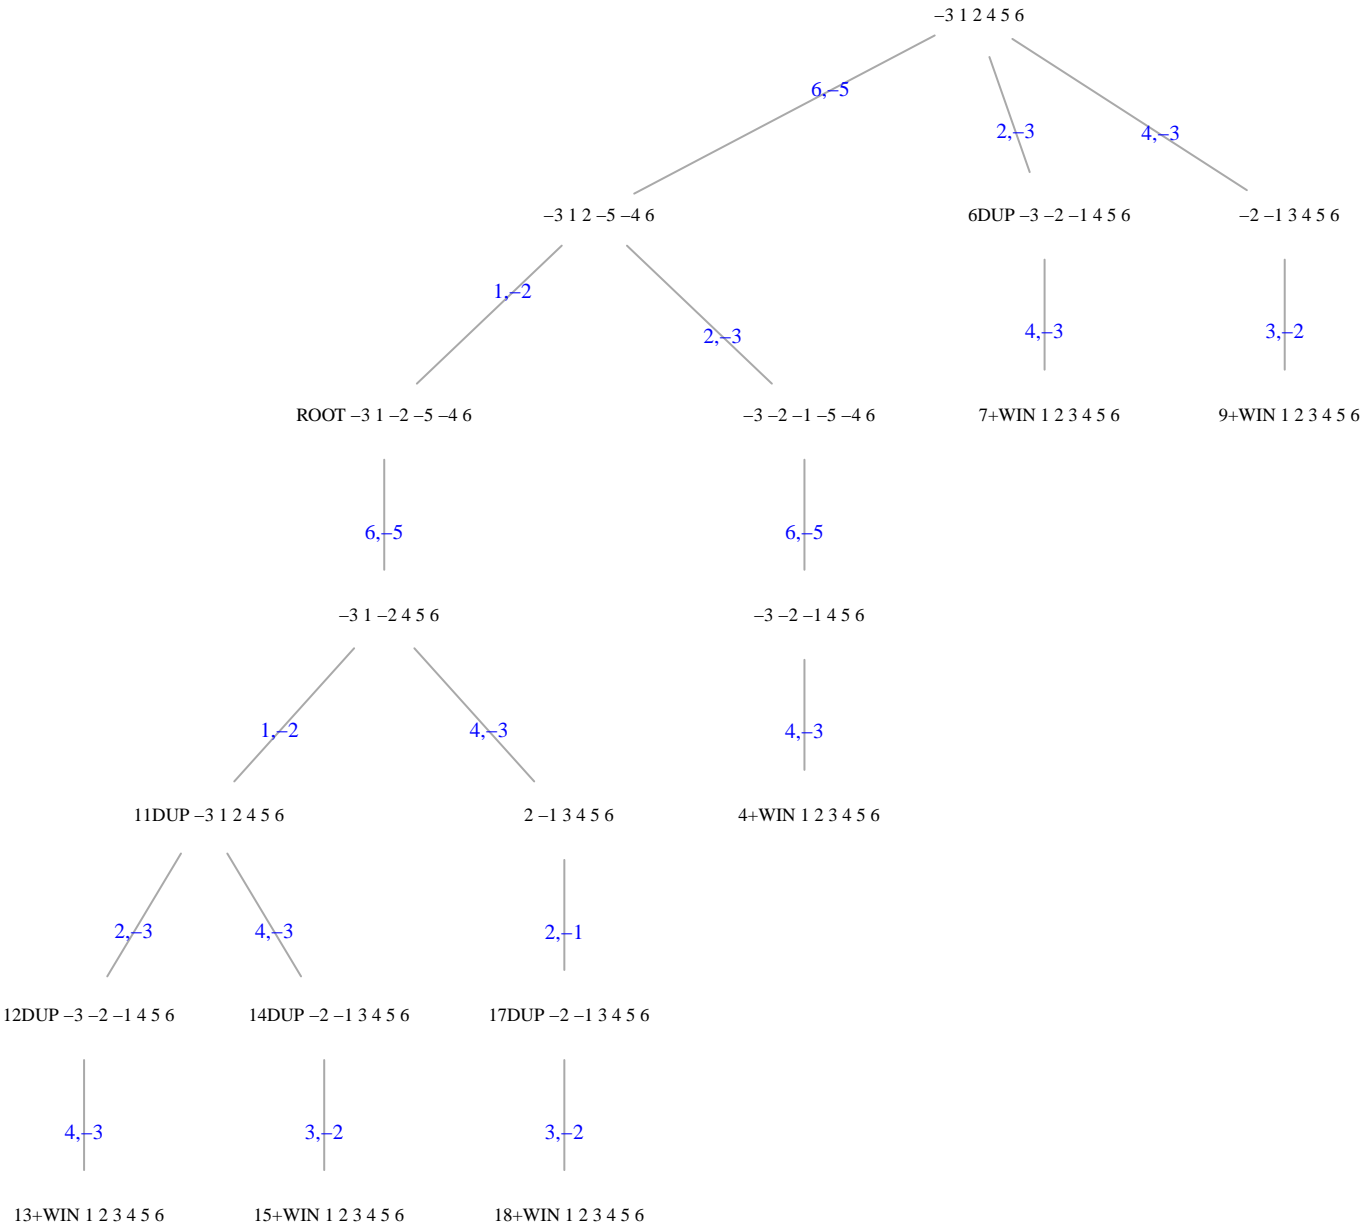 –3 1 2 4 5 6
6,–5
2,–3
4,–3
–3 1 2 –5 –4 6
6DUP –3 –2 –1 4 5 6
–2 –1 3 4 5 6
1,–2
2,–3
4,–3
3,–2
ROOT –3 1 –2 –5 –4 6
–3 –2 –1 –5 –4 6
7+WIN 1 2 3 4 5 6
9+WIN 1 2 3 4 5 6
6,–5
6,–5
–3 1 –2 4 5 6
–3 –2 –1 4 5 6
1,–2
4,–3
4,–3
11DUP –3 1 2 4 5 6
2 –1 3 4 5 6
4+WIN 1 2 3 4 5 6
2,–3
4,–3
2,–1
12DUP –3 –2 –1 4 5 6
14DUP –2 –1 3 4 5 6
17DUP –2 –1 3 4 5 6
4,–3
3,–2
3,–2
13+WIN 1 2 3 4 5 6
15+WIN 1 2 3 4 5 6
18+WIN 1 2 3 4 5 6